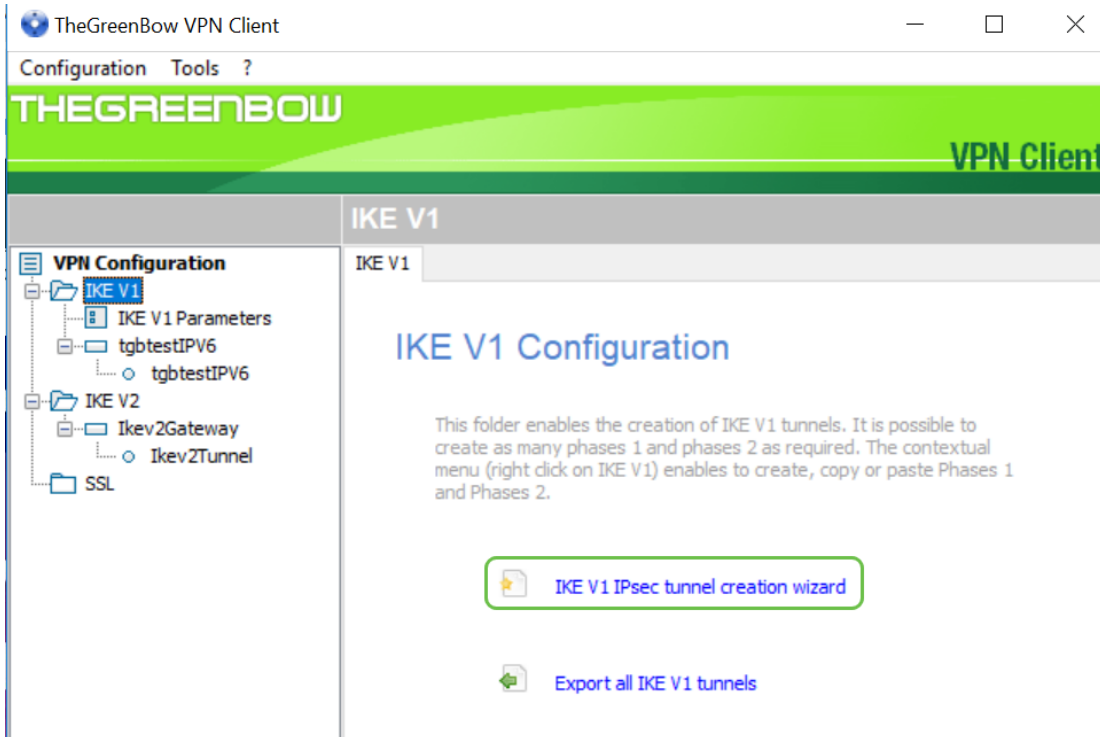 TheGreenBow VPN Client
Configuration Tools ?
THEGREENBOW
VPN Client
IKE V1
VPN Configuration
IKE V1
IKE V1 Parameters
tgbtestIPV6
tgbtestIPV6
IKE V2
Ikev2Gateway
Ikev2Tunnel
SSL
IKE V1
IKE V1 Configuration
This folder enables the creation of IKE V1 tunnels. It is possible to
create as many phases 1 and phases 2 as required. The contextual
menu (right click on IKE V1) enables to create, copy or paste Phases 1
and Phases 2.
IKE V1 IPsec tunnel creation wizard
Export all IKE V1 tunnels